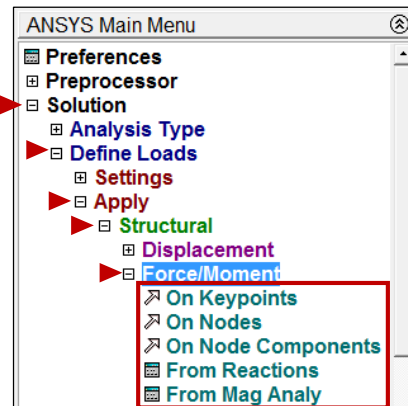 ANSYS Main Menu
Preferences
Preprocessor
Solution
Analysis Type
Define Loads
Settings
Apply
Structural
Displacement
Force/Moment
On Keypoints
On Nodes
On Node Components
From Reactions
From Mag Analy